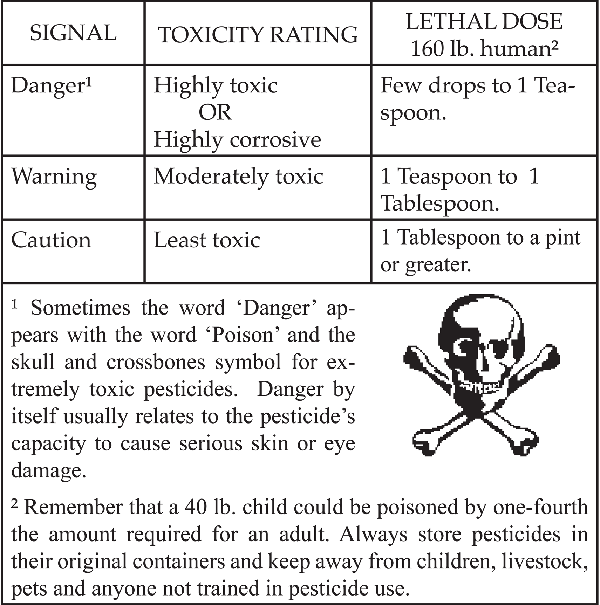 SIGNAL TOXICITY RATING LETHAL DOSE
160 lb. human²
Danger¹ Highly toxic Few drops to 1 Tea-
OR spoon.
Highly corrosive
Warning Moderately toxic 1 Teaspoon to 1
Tablespoon.
Caution Least toxic 1 Tablespoon to a pint
or greater.
¹ Sometimes the word ‘Danger’ ap-
pears with the word ‘Poison’ and the
skull and crossbones symbol for ex-
tremely toxic pesticides. Danger by
itself usually relates to the pesticide’s
capacity to cause serious skin or eye
damage.
² Remember that a 40 lb. child could be poisoned by one-fourth
the amount required for an adult. Always store pesticides in
their original containers and keep away from children, livestock,
pets and anyone not trained in pesticide use.